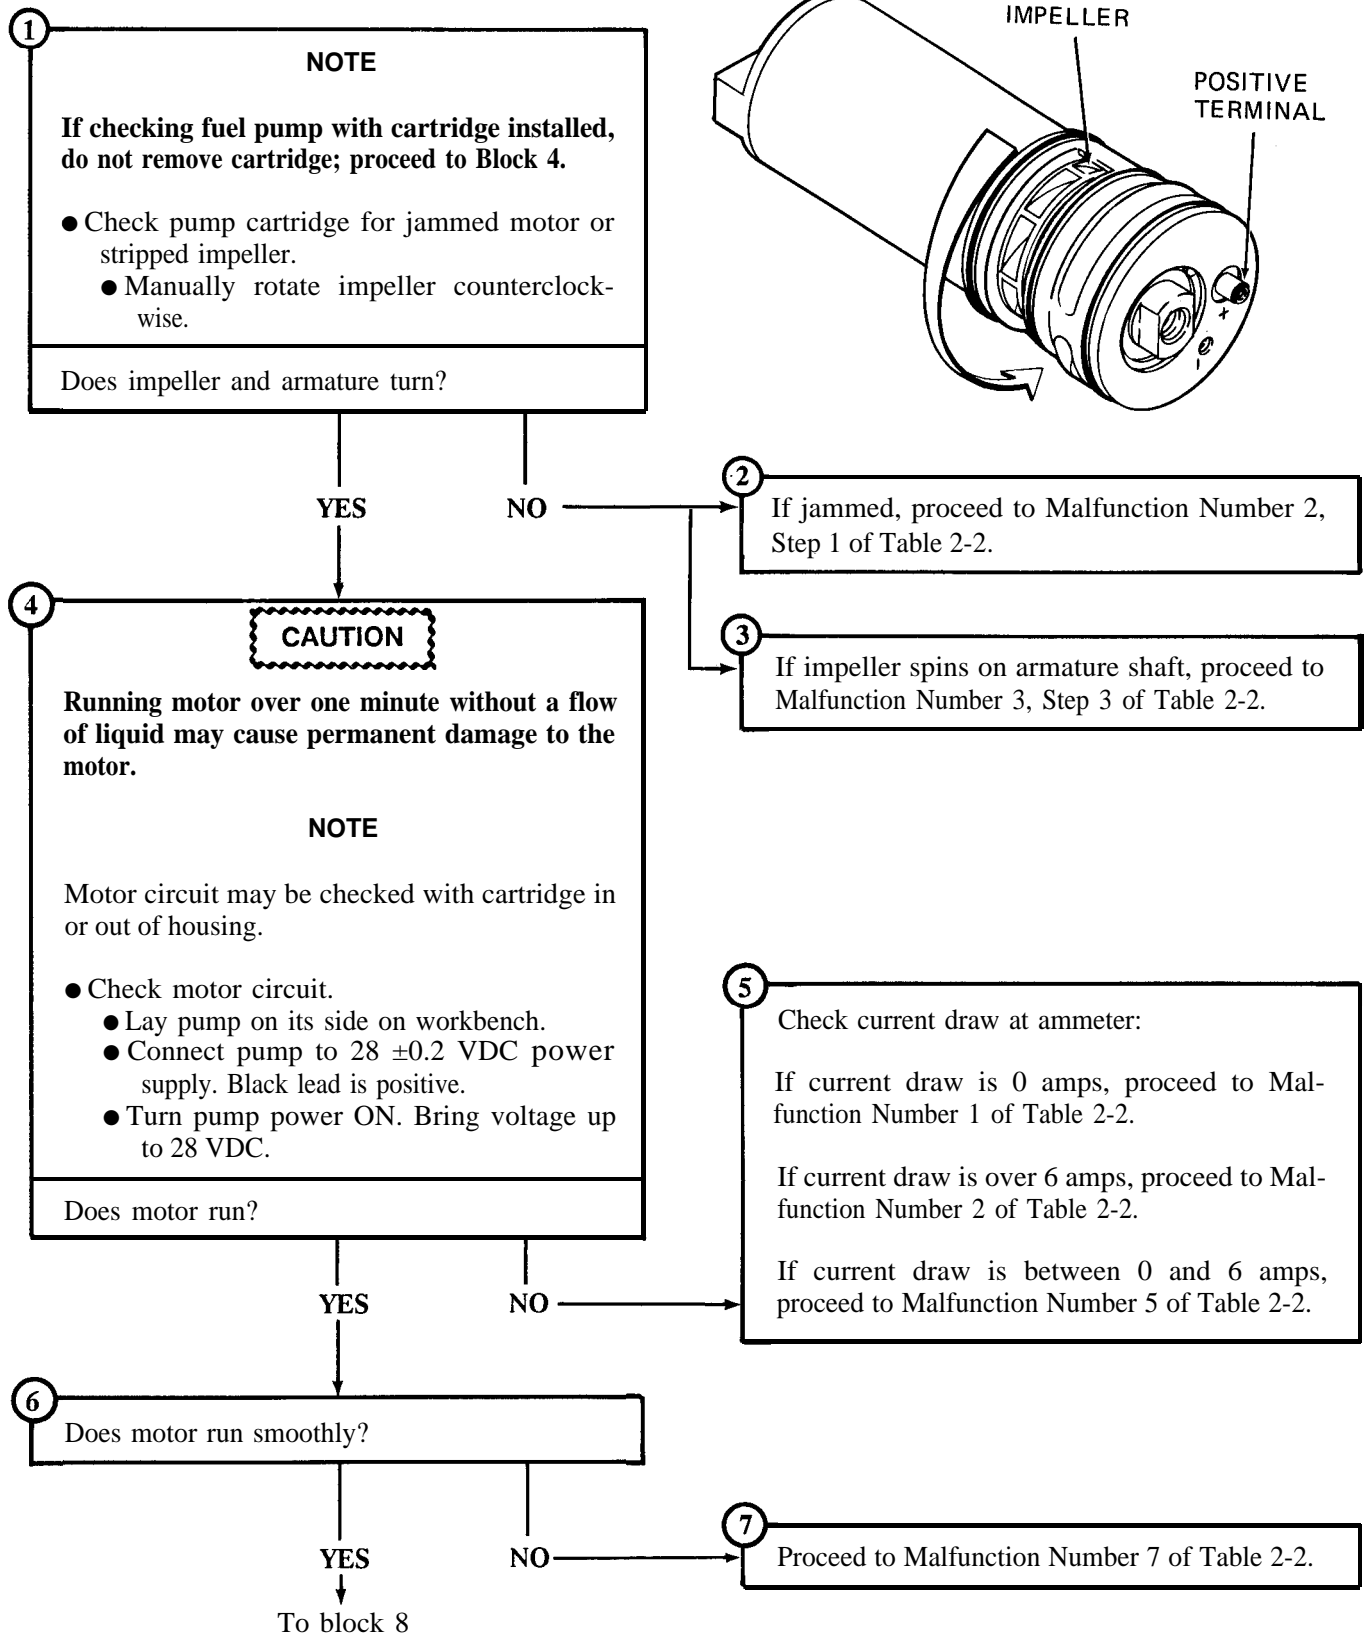 1
NOTE
If checking fuel pump with cartridge installed,
do not remove cartridge; proceed to Block 4.
● Check pump cartridge for jammed motor or
stripped impeller.
● Manually rotate impeller counterclock-
wise.
Does impeller and armature turn?
IMPELLER
POSITIVE
TERMINAL
+
-
YES
NO
2
If jammed, proceed to Malfunction Number 2,
Step 1 of Table 2-2.
3
If impeller spins on armature shaft, proceed to
Malfunction Number 3, Step 3 of Table 2-2.
4
CAUTION
Running motor over one minute without a flow
of liquid may cause permanent damage to the
motor.
NOTE
Motor circuit may be checked with cartridge in
or out of housing.
● Check motor circuit.
● Lay pump on its side on workbench.
● Connect pump to 28 ±0.2 VDC power
supply. Black lead is positive.
● Turn pump power ON. Bring voltage up
to 28 VDC.
Does motor run?
YES
NO
5
Check current draw at ammeter:
If current draw is 0 amps, proceed to Mal-
function Number 1 of Table 2-2.
If current draw is over 6 amps, proceed to Mal-
function Number 2 of Table 2-2.
If current draw is between 0 and 6 amps,
proceed to Malfunction Number 5 of Table 2-2.
6
Does motor run smoothly?
YES
NO
7
Proceed to Malfunction Number 7 of Table 2-2.
To block 8